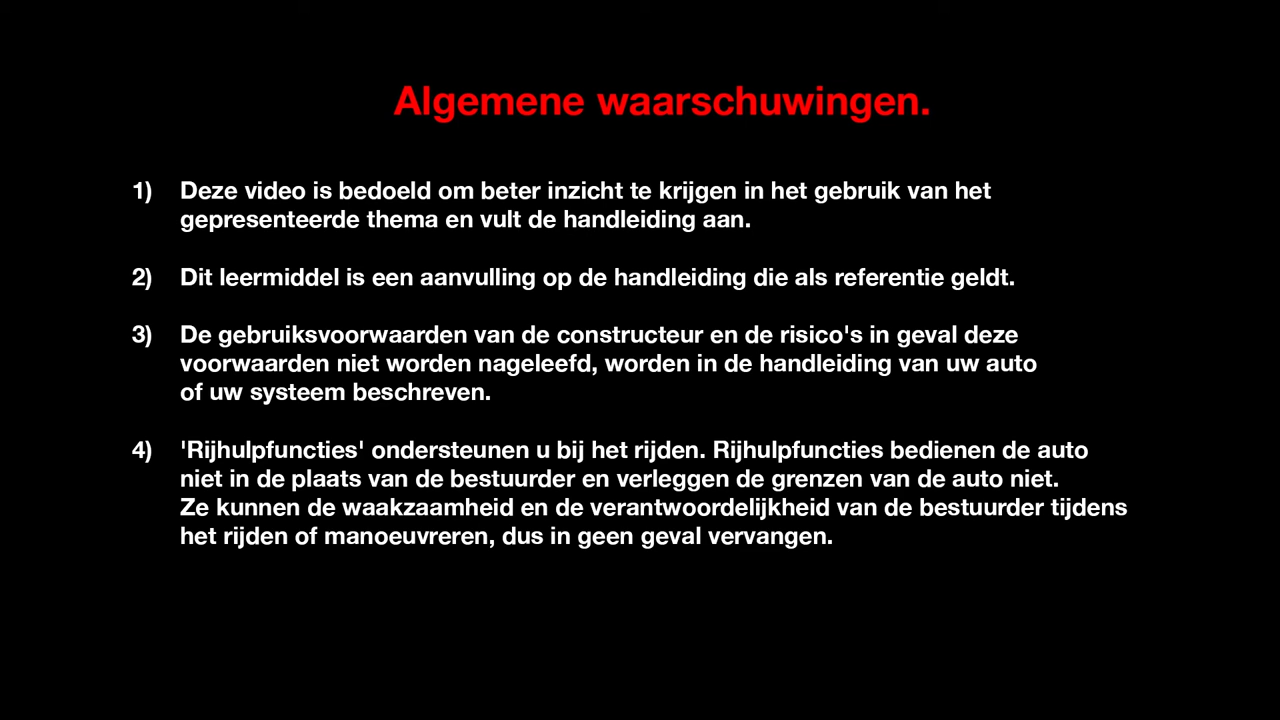 Algemene waarschuwingen.
1) Deze video is bedoeld om beter inzicht te krijgen in het gebruik van het
gepresenteerde thema en vult de handleiding aan.
2) Dit leermiddel is een aanvulling op de handleiding die als referentie geldt.
3) De gebruiksvoorwaarden van de constructeur en de risico's in geval deze
voorwaarden niet worden nageleefd, worden in de handleiding van uw auto
of uw systeem beschreven.
4) 'Rijhulpfuncties' ondersteunen u bij het rijden. Rijhulpfuncties bedienen de auto
niet in de plaats van de bestuurder en verleggen de grenzen van de auto niet.
Ze kunnen de waakzaamheid en de verantwoordelijkheid van de bestuurder tijdens
het rijden of manoeuvreren, dus in geen geval vervangen.